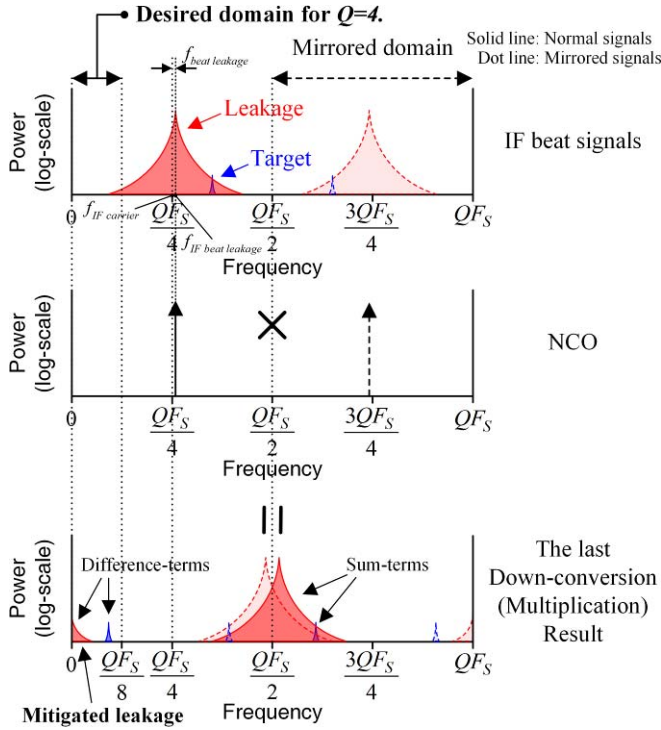 Desired domain for Q=4.
f beat leakage
Mirrored domain
Solid line: Normal signals
Dot line: Mirrored signals
Power
(log-scale)
Leakage
Target
IF beat signals
0
f IF carrier
QF_S/4
f IF beat leakage
QF_S/2
3QF_S/4
QF_S
Frequency
Power
(log-scale)
NCO
0
QF_S/4
QF_S/2
3QF_S/4
QF_S
Frequency
Power
(log-scale)
Difference-terms
Sum-terms
The last
Down-conversion
(Multiplication)
Result
0
QF_S/8
QF_S/4
QF_S/2
3QF_S/4
QF_S
Mitigated leakage
Frequency